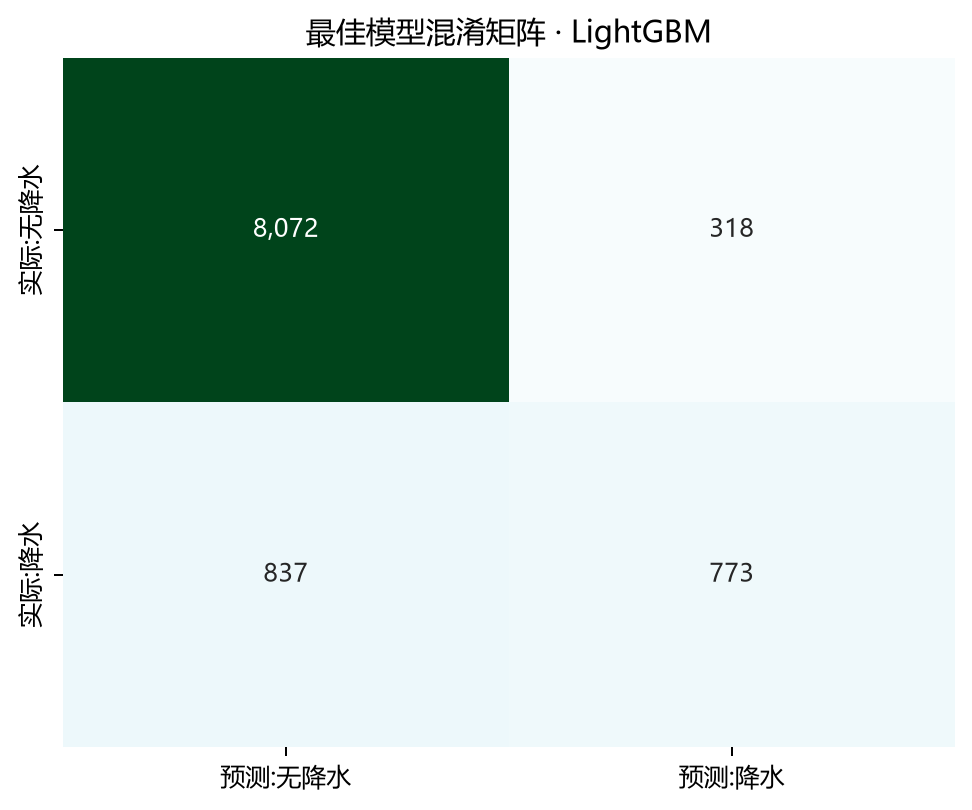 最佳模型混淆矩阵 · LightGBM
实际:无降水
8,072
318
实际:降水
837
773
预测:无降水
预测:降水